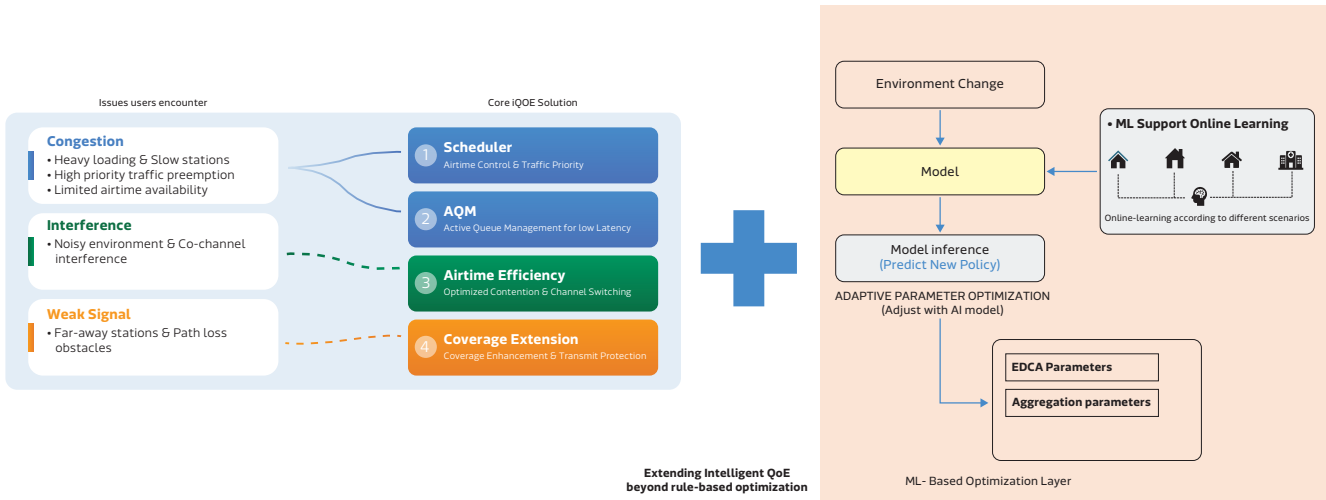 Issues users encounter
Core iQOE Solution
Congestion
• Heavy loading & Slow stations
• High priority traffic preemption
• Limited airtime availability
Interference
• Noisy environment & Co-channel
interference
Weak Signal
• Far-away stations & Path loss
obstacles
1
Scheduler
Airtime Control & Traffic Priority
2
AQM
Active Queue Management for low Latency
3
Airtime Efficiency
Optimized Contention & Channel Switching
4
Coverage Extension
Coverage Enhancement & Transmit Protection
Extending Intelligent QoE
beyond rule-based optimization
Environment Change
Model
• ML Support Online Learning
Online-learning according to different scenarios
Model inference
(Predict New Policy)
ADAPTIVE PARAMETER OPTIMIZATION
(Adjust with AI model)
EDCA Parameters
Aggregation parameters
ML- Based Optimization Layer